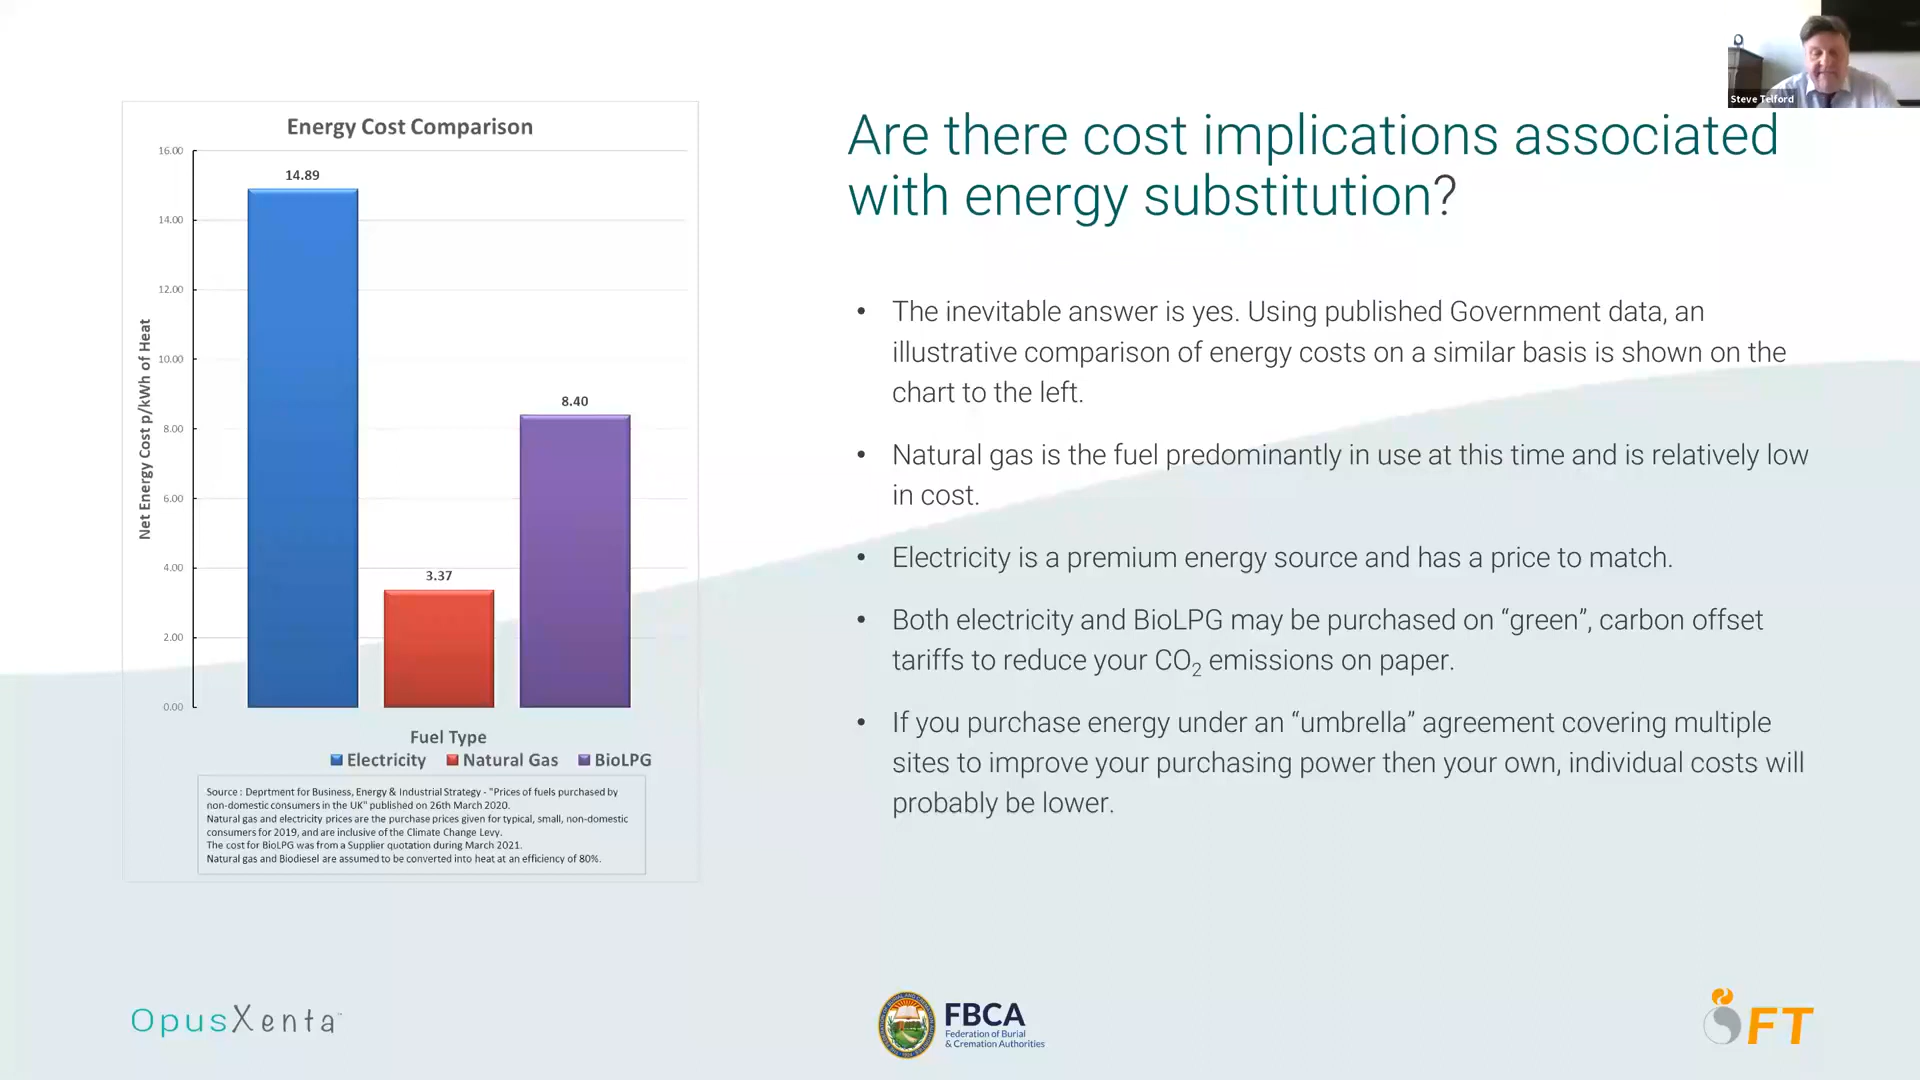 Steve Telford
Energy Cost Comparison
16.00
14.00
12.00
10.00
8.00
6.00
4.00
2.00
0.00
Net Energy Cost p/kWh of Heat
14.89
3.37
8.40
Fuel Type
Electricity Natural Gas BioLPG
Source : Deprtment for Business, Energy & Industrial Strategy - "Prices of fuels purchased by
non-domestic consumers in the UK" published on 26th March 2020.
Natural gas and electricity prices are the purchase prices given for typical, small, non-domestic
consumers for 2019, and are inclusive of the Climate Change Levy.
The cost for BioLPG was from a Supplier quotation during March 2021.
Natural gas and Biodiesel are assumed to be converted into heat at an efficiency of 80%.
Are there cost implications associated
with energy substitution?
• The inevitable answer is yes. Using published Government data, an
illustrative comparison of energy costs on a similar basis is shown on the
chart to the left.
• Natural gas is the fuel predominantly in use at this time and is relatively low
in cost.
• Electricity is a premium energy source and has a price to match.
• Both electricity and BioLPG may be purchased on “green”, carbon offset
tariffs to reduce your CO₂ emissions on paper.
• If you purchase energy under an “umbrella” agreement covering multiple
sites to improve your purchasing power then your own, individual costs will
probably be lower.
OpusXenta
FBCA
Federation of Burial
& Cremation Authorities
FT